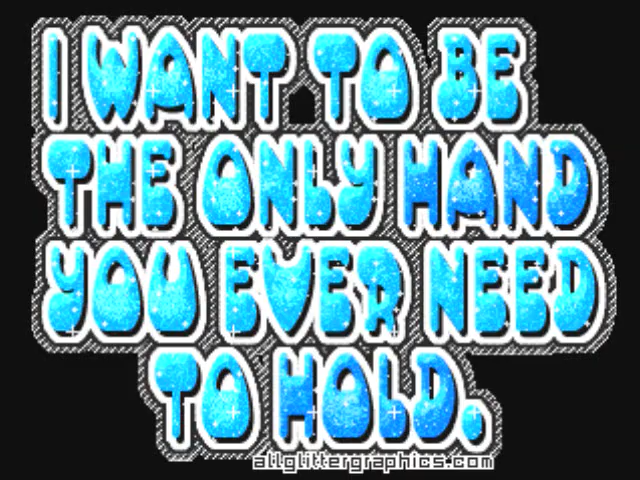 I WANT TO BE
THE ONLY HAND
YOU EVER NEED
TO HOLD.
allglittergraphics.com